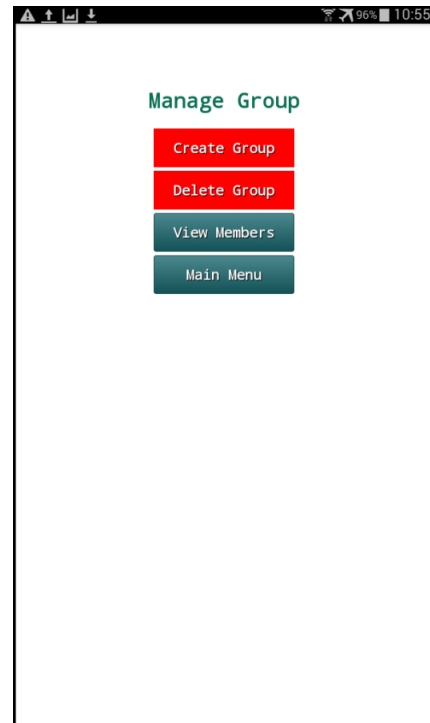 96% 10:55
Manage Group
Create Group
Delete Group
View Members
Main Menu